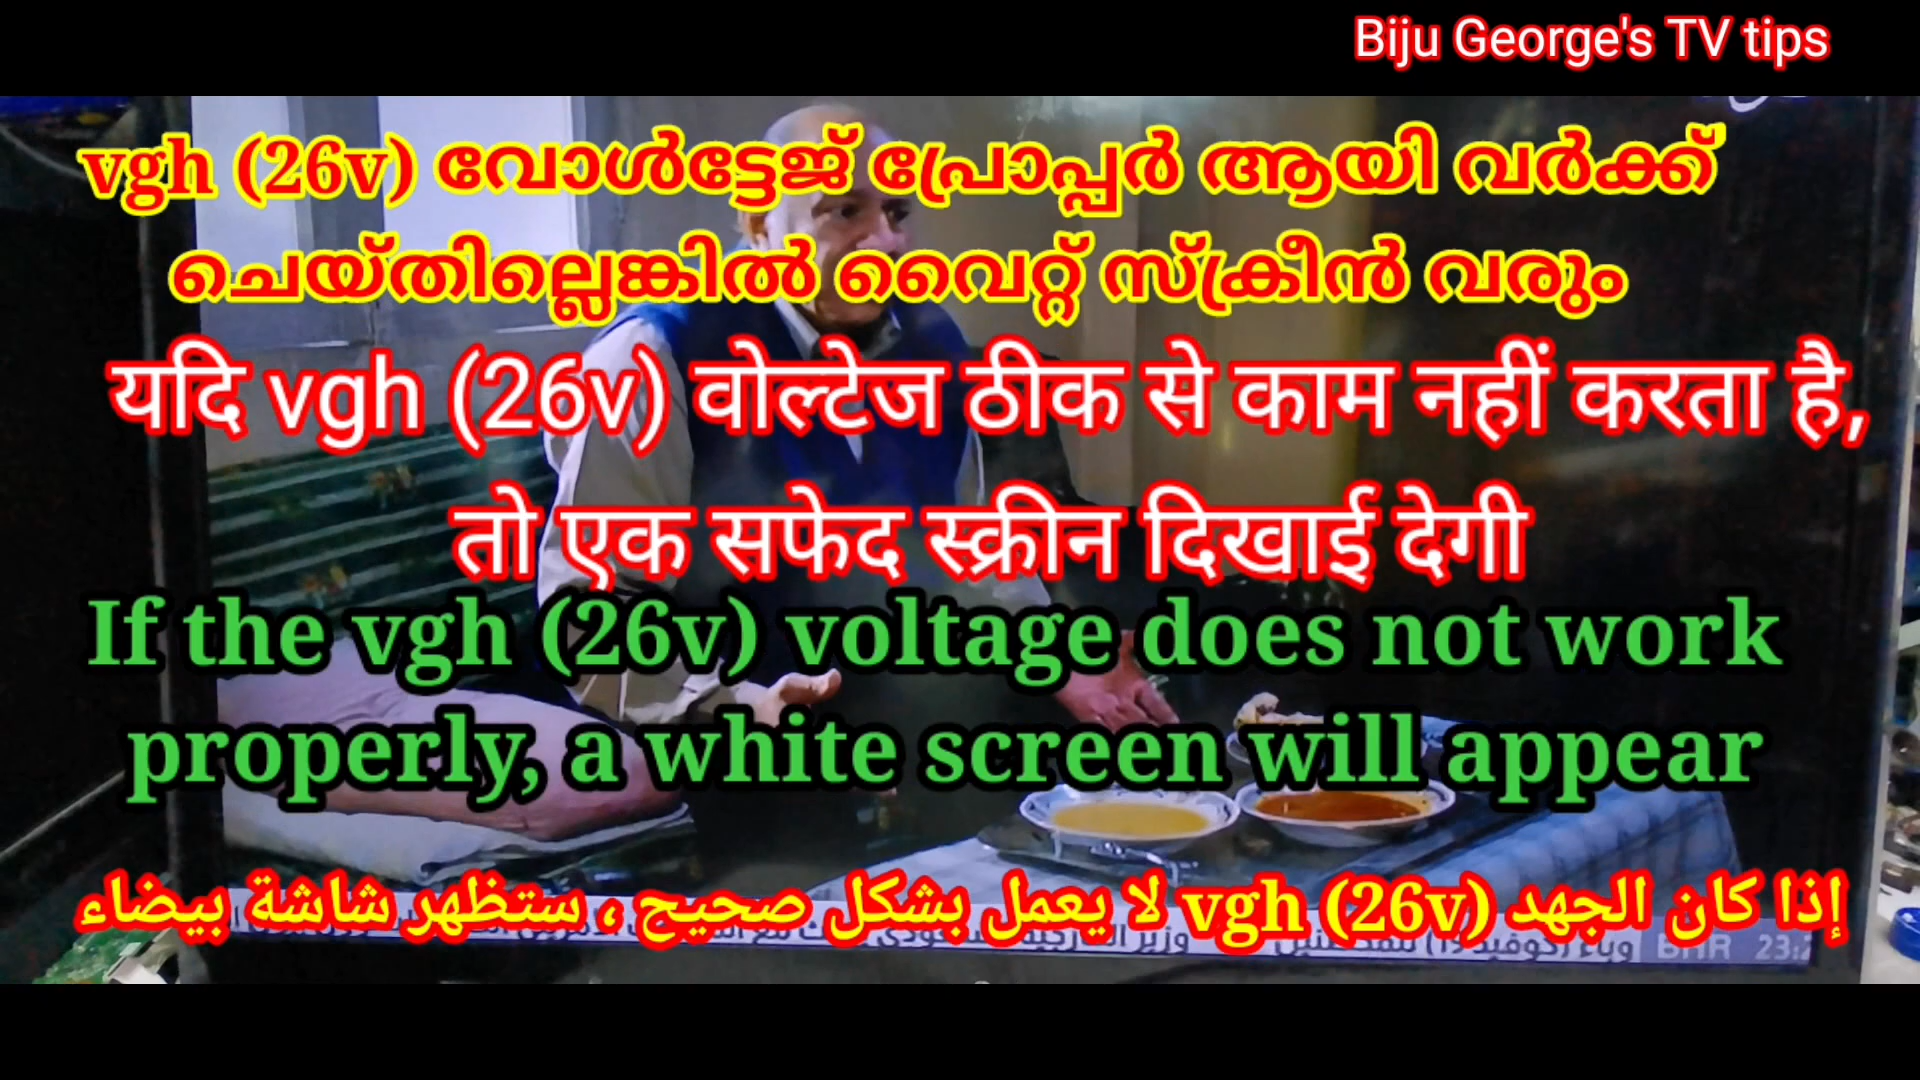 Biju George's TV tips
vgh (26v) വോൾട്ടേജ് പ്രോപ്പർ ആയി വർക്ക്
ചെയ്തില്ലെങ്കിൽ വൈറ്റ് സ്ക്രീൻ വരും
यदि vgh (26v) वोल्टेज ठीक से काम नहीं करता है,
तो एक सफेद स्क्रीन दिखाई देगी
If the vgh (26v) voltage does not work
properly, a white screen will appear
إذا كان الجهد vgh (26v) لا يعمل بشكل صحيح ، ستظهر شاشة بيضاء
BHR